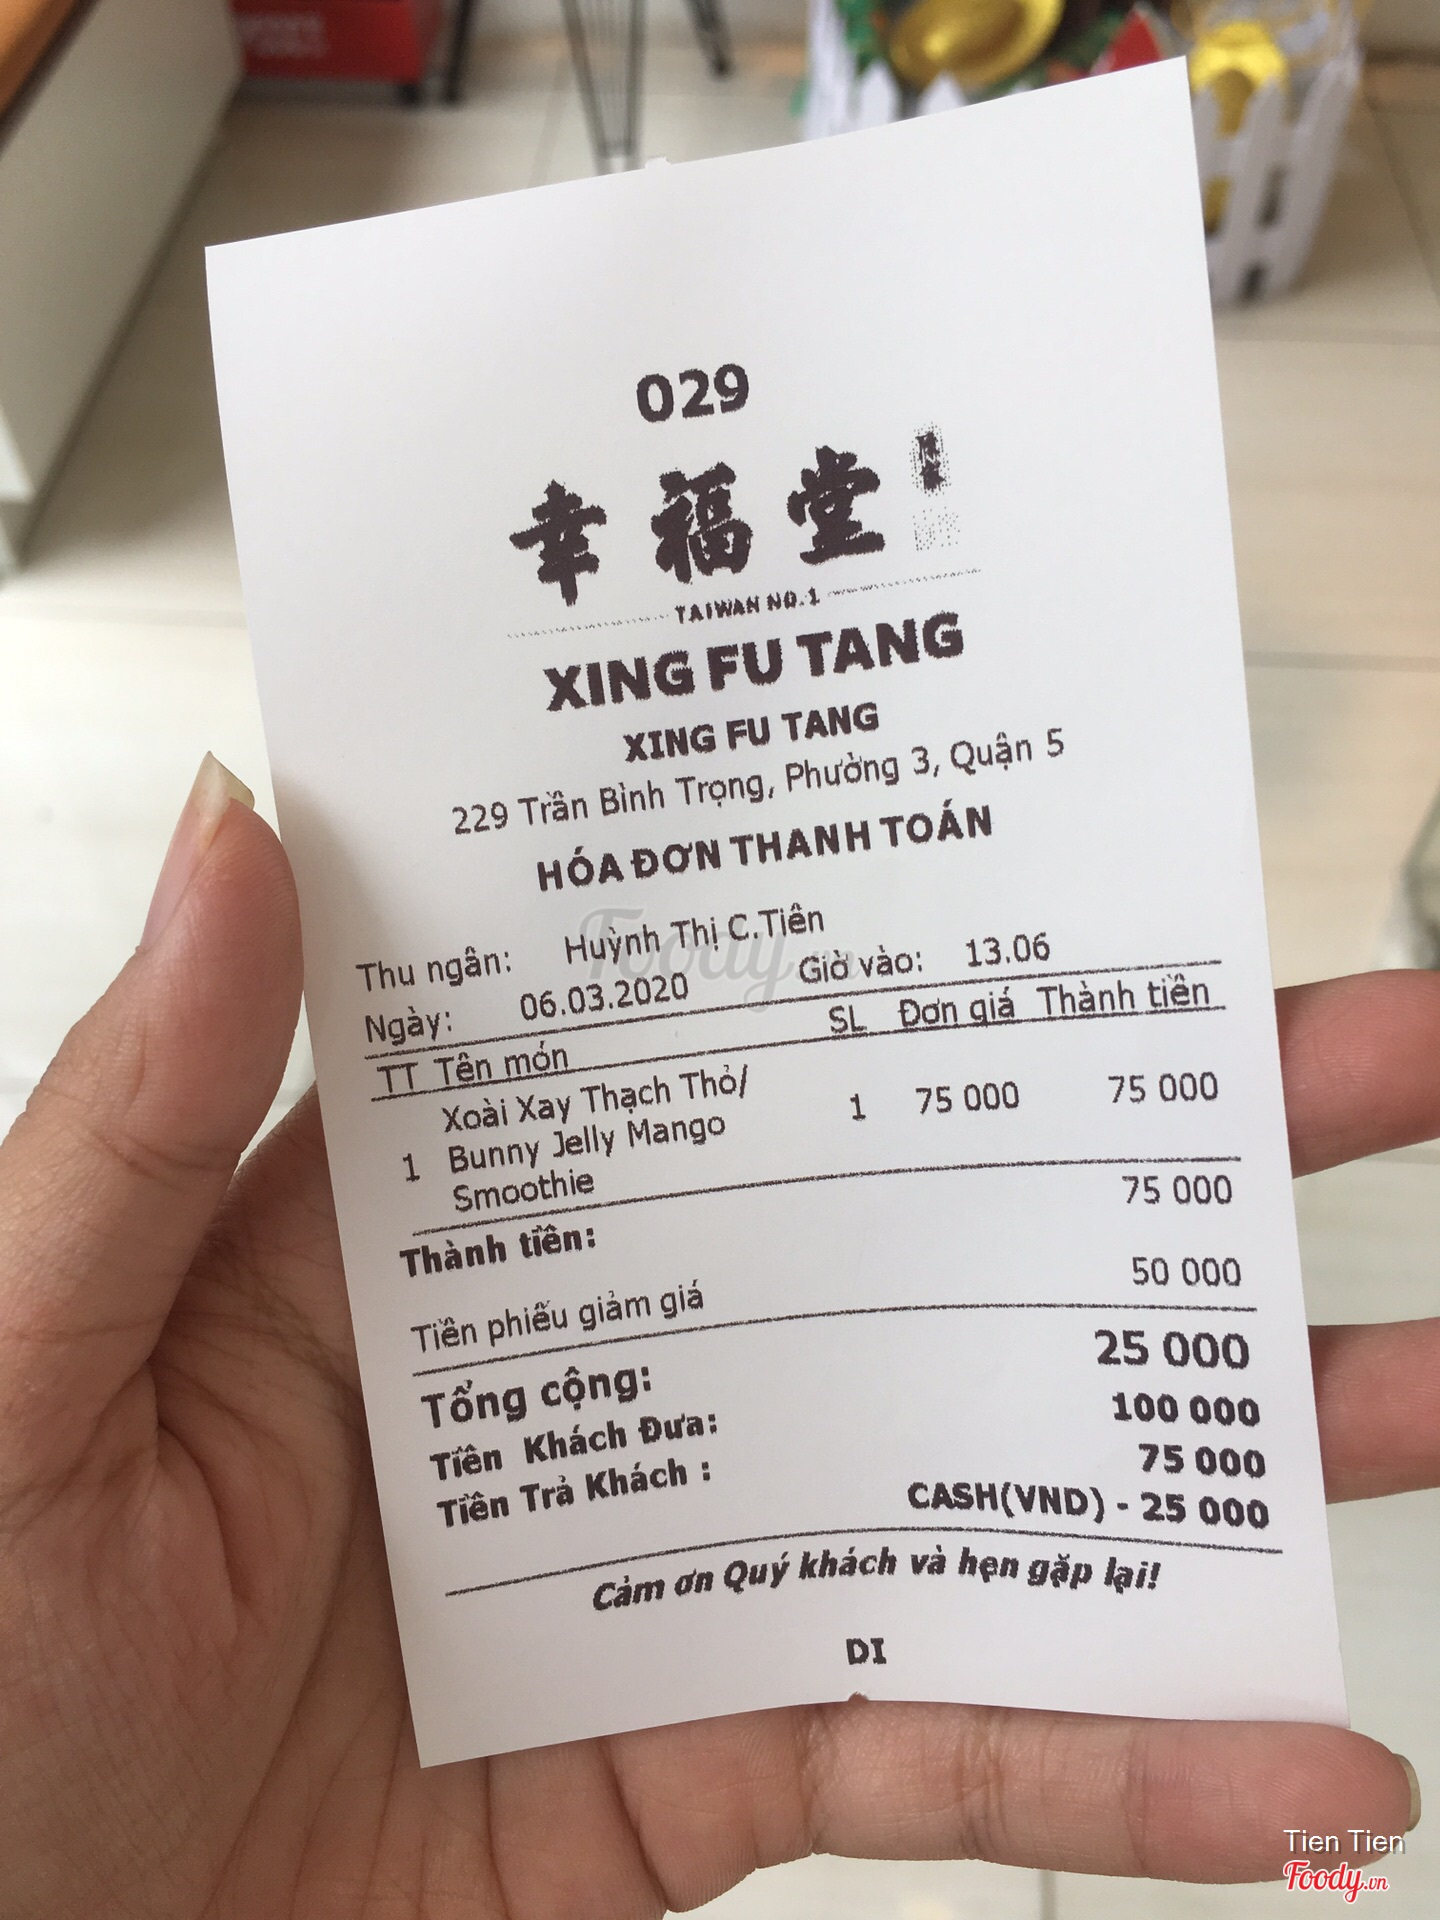 029
幸福堂
TAIWAN NO.1
XING FU TANG
XING FU TANG
229 Trần Bình Trọng, Phường 3, Quận 5
HÓA ĐƠN THANH TOÁN
Thu ngân: Huỳnh Thị C.Tiên
Ngày: 06.03.2020 Giờ vào: 13.06
TT Tên món SL Đơn giá Thành tiền
1 Xoài Xay Thạch Thỏ/ 1 75 000 75 000
Bunny Jelly Mango
Smoothie
Thành tiền: 75 000
Tiền phiếu giảm giá 50 000
Tổng cộng: 25 000
Tiền Khách Đưa: 100 000
Tiền Trả Khách : 75 000
CASH(VND) - 25 000
Cảm ơn Quý khách và hẹn gặp lại!
DI
Foody.vn
Tien Tien
Foody.vn